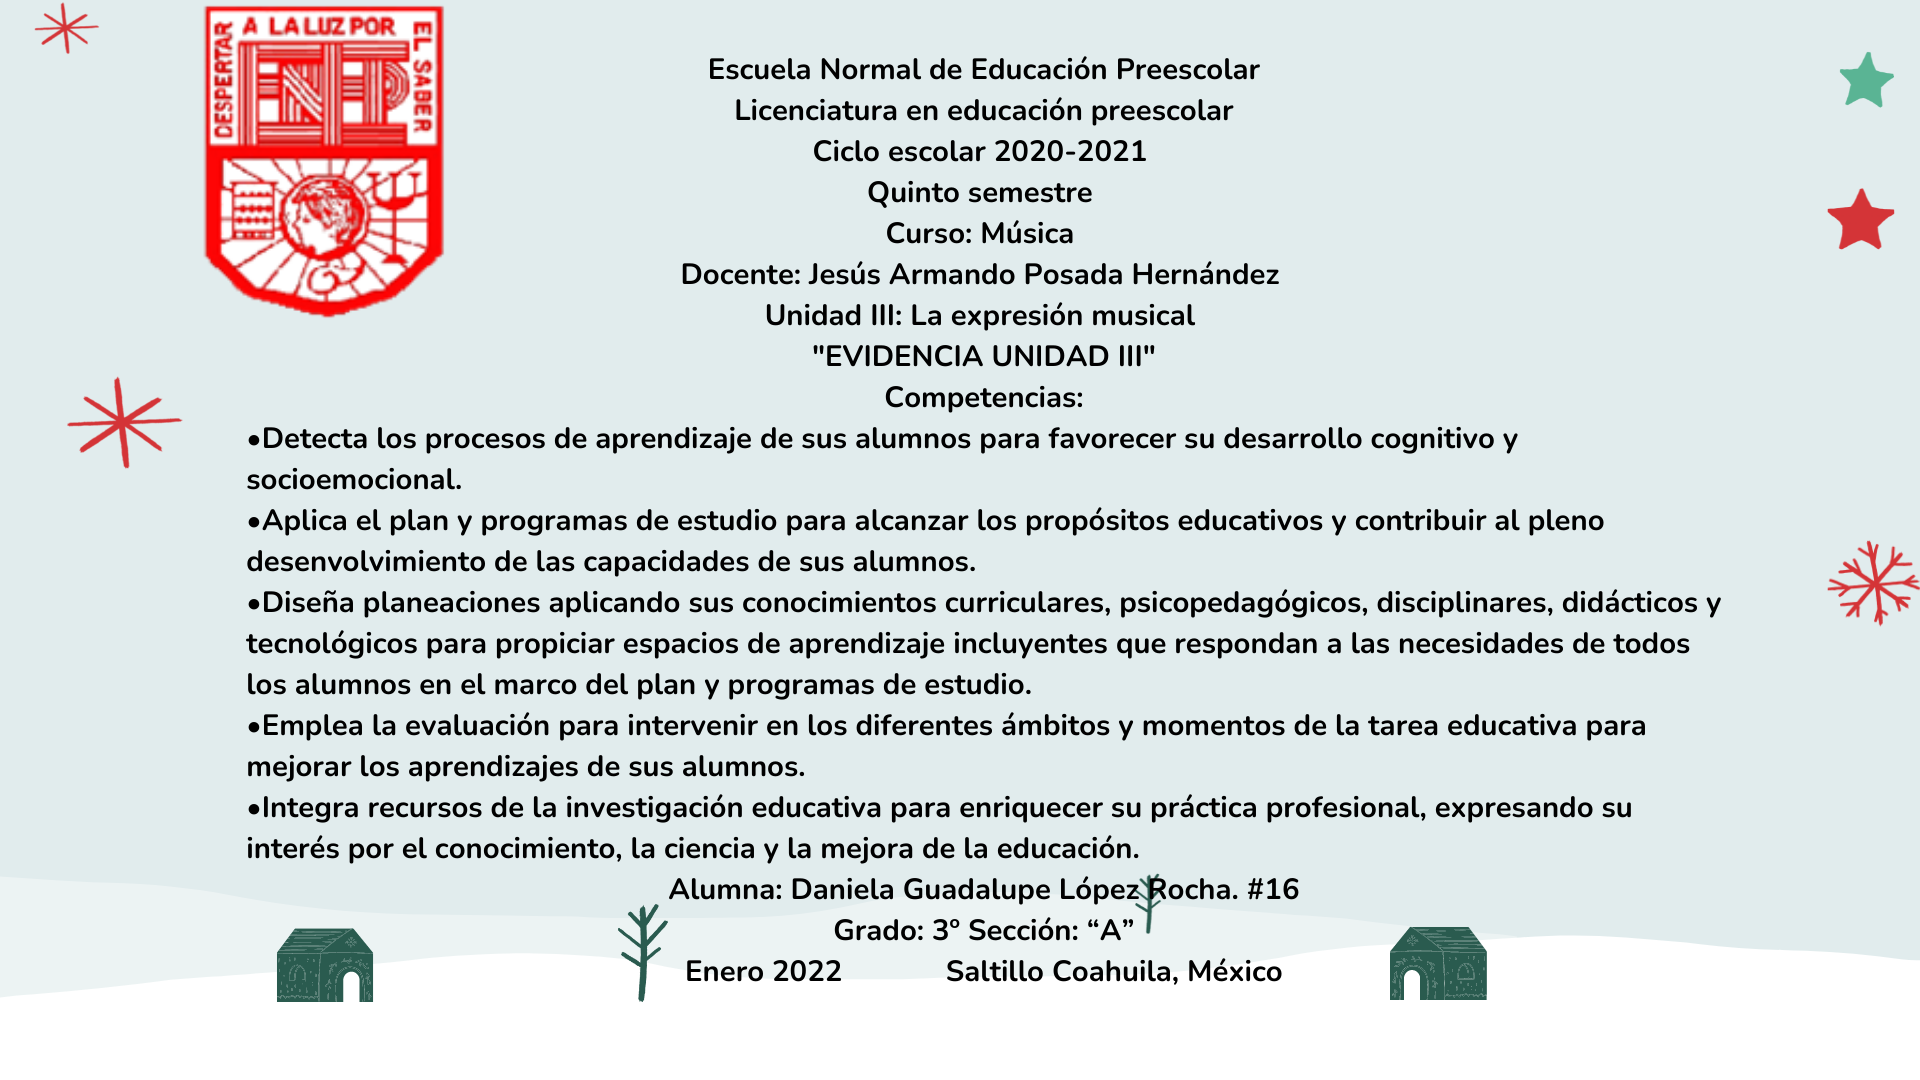 DESPERTAR A LA LUZ POR EL SABER
ENEP
Escuela Normal de Educación Preescolar
Licenciatura en educación preescolar
Ciclo escolar 2020-2021
Quinto semestre
Curso: Música
Docente: Jesús Armando Posada Hernández
Unidad III: La expresión musical
"EVIDENCIA UNIDAD III"
Competencias:
•Detecta los procesos de aprendizaje de sus alumnos para favorecer su desarrollo cognitivo y
socioemocional.
•Aplica el plan y programas de estudio para alcanzar los propósitos educativos y contribuir al pleno
desenvolvimiento de las capacidades de sus alumnos.
•Diseña planeaciones aplicando sus conocimientos curriculares, psicopedagógicos, disciplinares, didácticos y
tecnológicos para propiciar espacios de aprendizaje incluyentes que respondan a las necesidades de todos
los alumnos en el marco del plan y programas de estudio.
•Emplea la evaluación para intervenir en los diferentes ámbitos y momentos de la tarea educativa para
mejorar los aprendizajes de sus alumnos.
•Integra recursos de la investigación educativa para enriquecer su práctica profesional, expresando su
interés por el conocimiento, la ciencia y la mejora de la educación.
Alumna: Daniela Guadalupe López Rocha. #16
Grado: 3º Sección: “A”
Enero 2022 Saltillo Coahuila, México